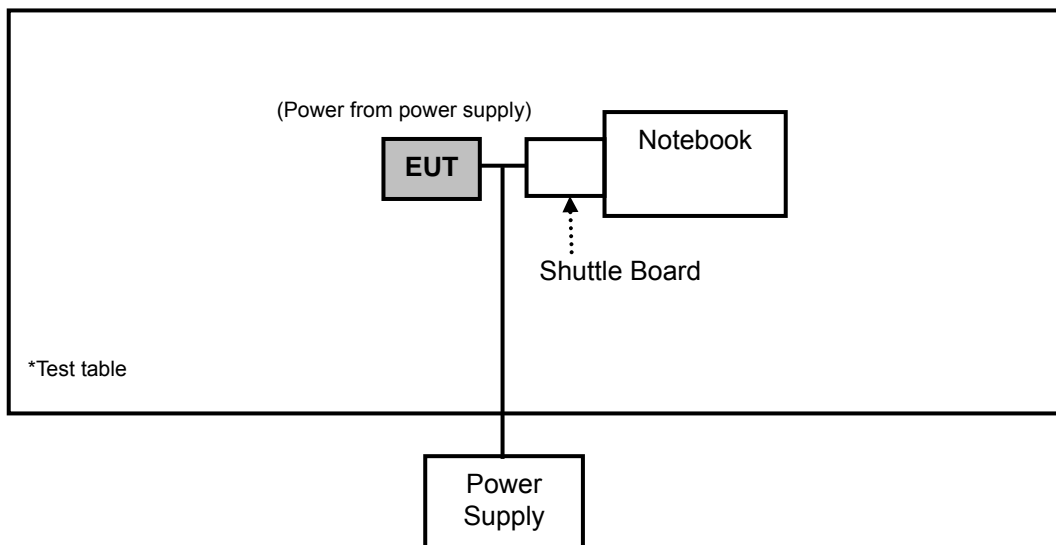 (Power from power supply)
EUT
Notebook
Shuttle Board
*Test table
Power
Supply